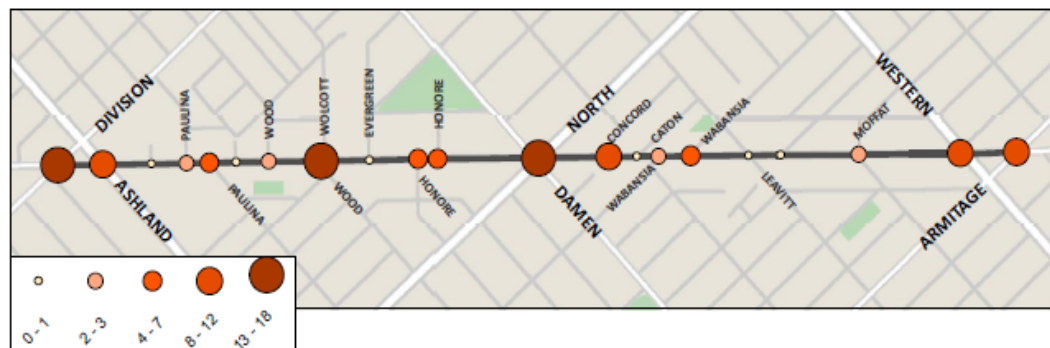 DIVISION
ASHLAND
PAULINA
PAULINA
WOOD
WOLCOTT
WOOD
EVERGREEN
HONORE
HONORE
NORTH
DAMEN
CONCORD
WABANSIA
CATON
WABANSIA
LEAVITT
MOFFAT
WESTERN
ARMITAGE
0 - 1
2 - 3
4 - 7
8 - 12
13 - 18